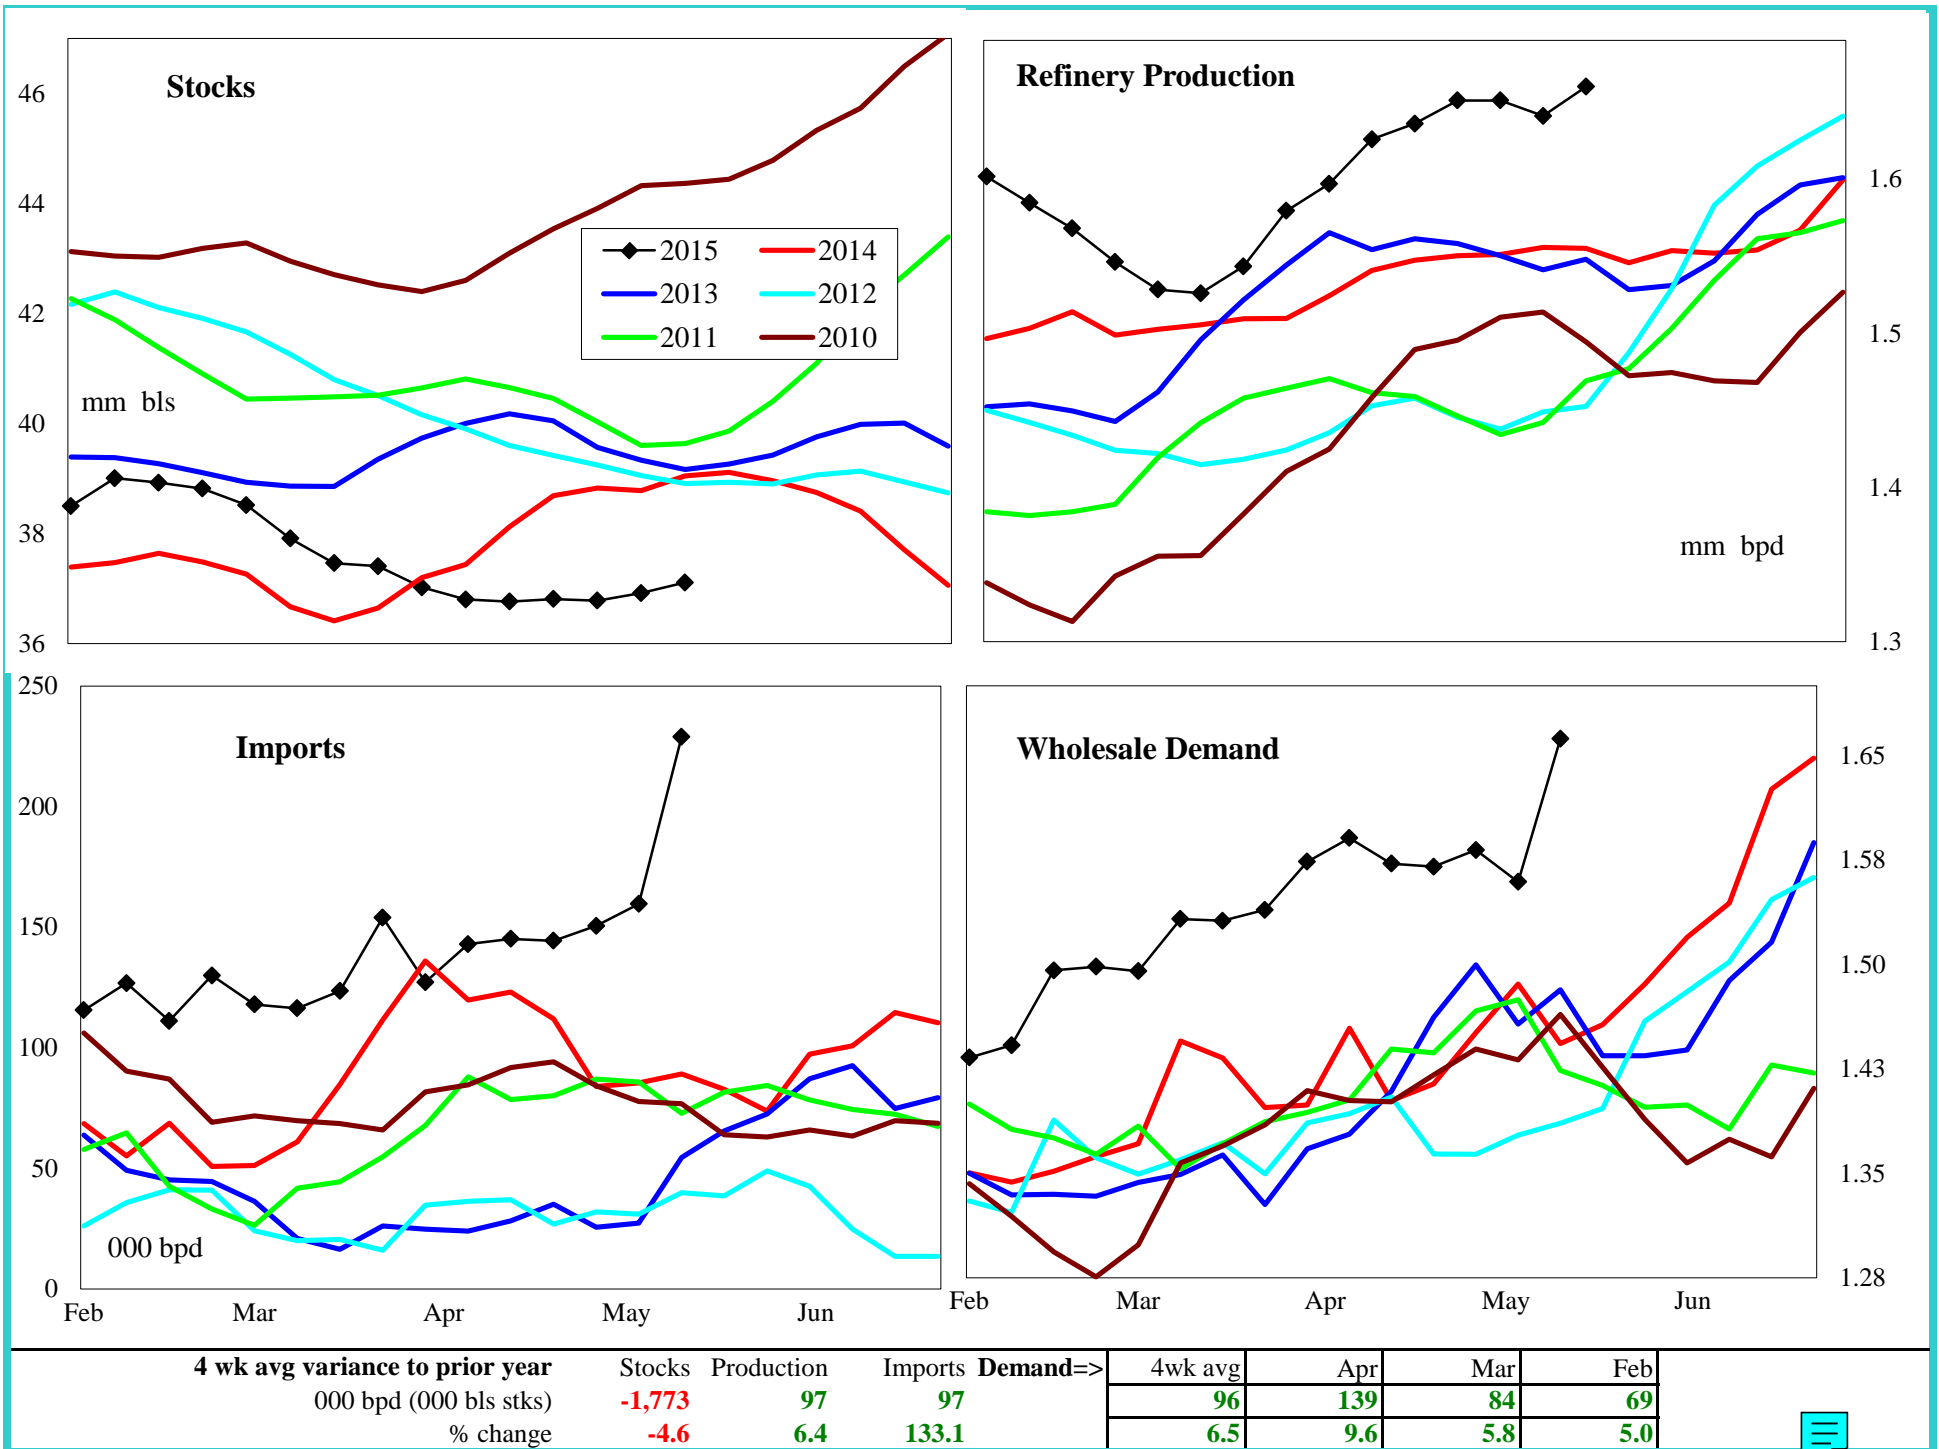 Stocks
46
44
42
40
38
36
mm bls
2015 2014
2013 2012
2011 2010
Refinery Production
1.6
1.5
1.4
1.3
mm bpd
Imports
250
200
150
100
50
0
000 bpd
Feb Mar Apr May Jun
Wholesale Demand
1.65
1.58
1.50
1.43
1.35
1.28
Feb Mar Apr May Jun
4 wk avg variance to prior year Stocks Production Imports Demand=> 4wk avg Apr Mar Feb
000 bpd (000 bls stks) -1,773 97 97 96 139 84 69
% change -4.6 6.4 133.1 6.5 9.6 5.8 5.0